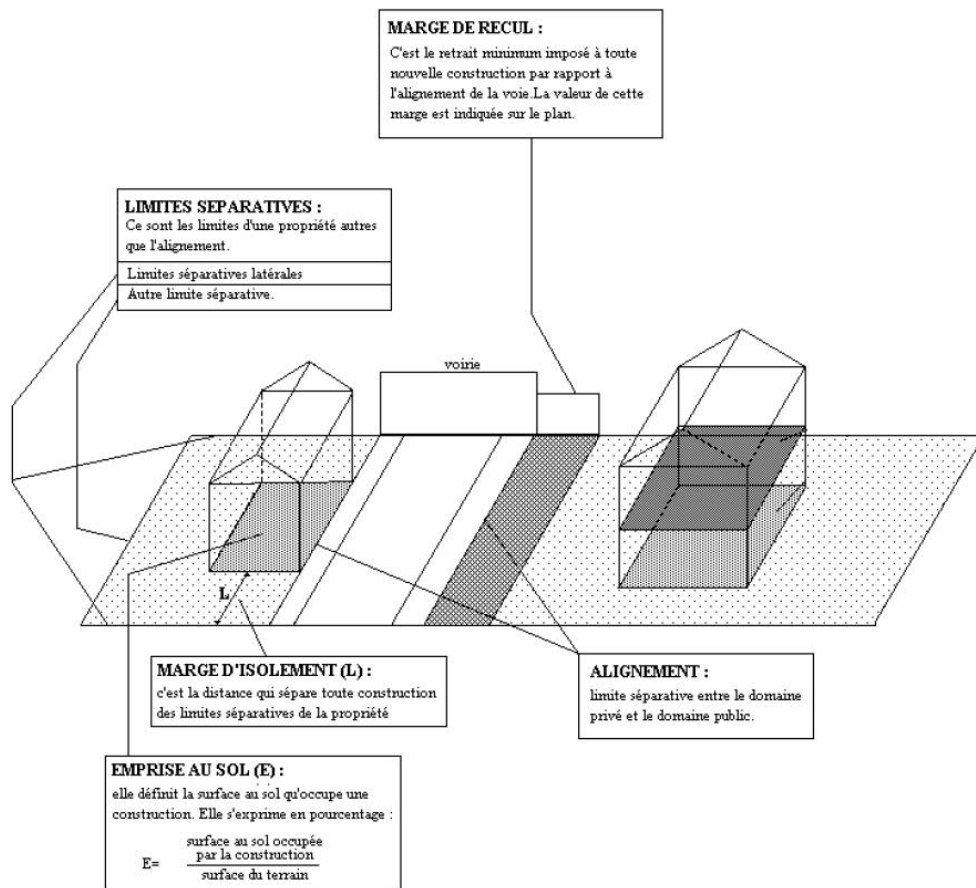 MARGE DE RECUL :
C'est le retrait minimum imposé à toute
nouvelle construction par rapport à
l'alignement de la voie.La valeur de cette
marge est indiquée sur le plan.
LIMITES SEPARATIVES :
Ce sont les limites d'une propriété autres
que l'alignement.
Limites séparatives latérales
Autre limite séparative.
voirie
L
MARGE D'ISOLEMENT (L) :
c'est la distance qui sépare toute construction
des limites séparatives de la propriété
ALIGNEMENT :
limite séparative entre le domaine
privé et le domaine public.
EMPRISE AU SOL (E) :
elle définit la surface au sol qu'occupe une
construction. Elle s'exprime en pourcentage :
surface au sol occupée
par la construction
E=
surface du terrain